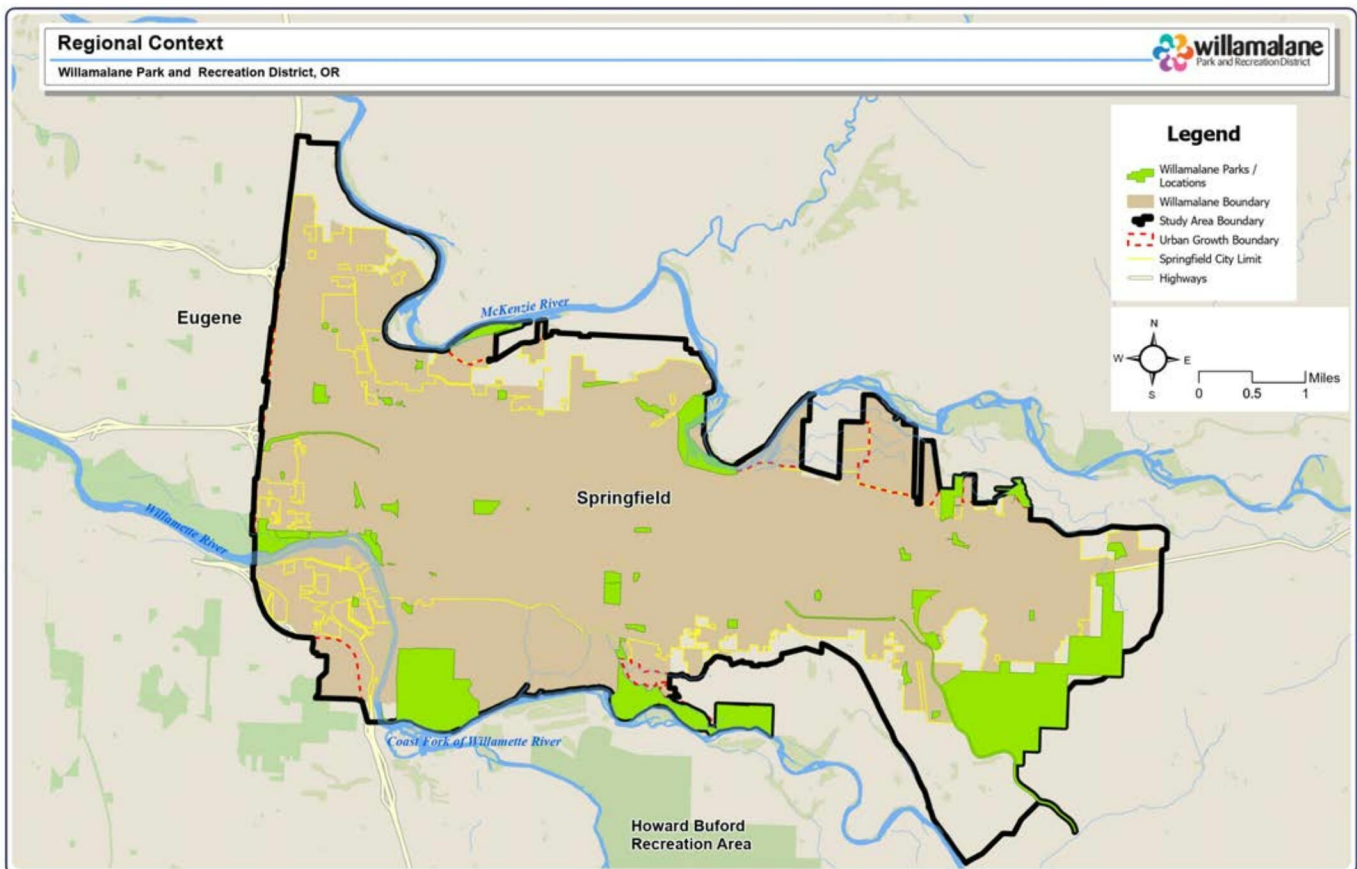 Regional Context
Willamalane Park and Recreation District, OR
willamalane
Park and Recreation District
Legend
Willamalane Parks /
Locations
Willamalane Boundary
Study Area Boundary
Urban Growth Boundary
Springfield City Limit
Highways
N
W
E
S
0
0.5
1
Miles
McKenzie River
Eugene
Springfield
Willamette River
Coast Fork of Willamette River
Howard Buford
Recreation Area